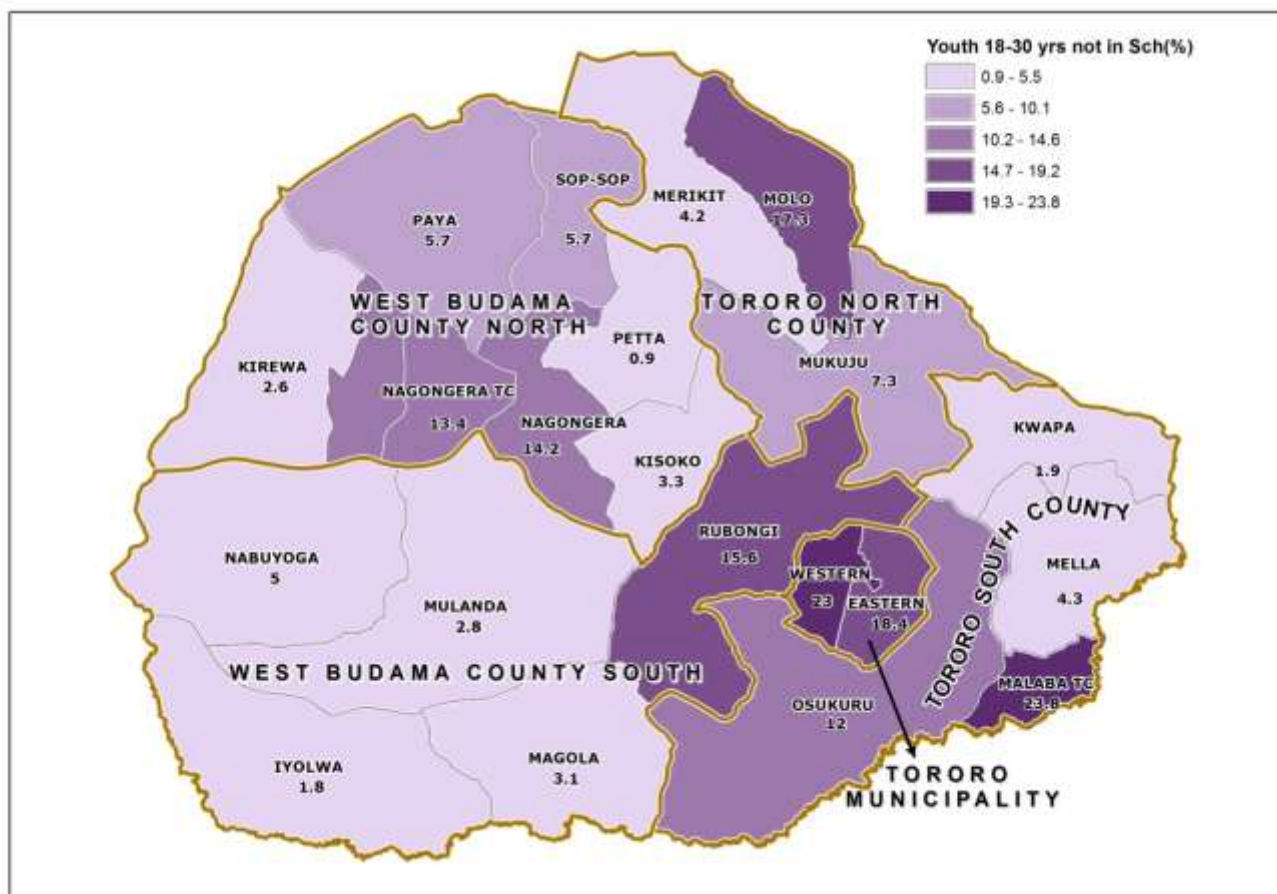 Youth 18-30 yrs not in Sch(%)
0.9 - 5.5
5.6 - 10.1
10.2 - 14.6
14.7 - 19.2
19.3 - 23.8
SOP-SOP
5.7
PAYA
5.7
MERIKIT
4.2
MOLO
17.3
WEST BUDAMA
COUNTY NORTH
TORORO NORTH
COUNTY
PETTA
0.9
MUKUJU
7.3
KIREWA
2.6
NAGONGERA TC
13.4
NAGONGERA
14.2
KISOKO
3.3
KWAPA
1.9
RUBONGI
15.6
NABUYOGA
5
MULANDA
2.8
WESTERN
23
EASTERN
18.4
TORORO SOUTH COUNTY
MELLA
4.3
WEST BUDAMA COUNTY SOUTH
MALABA TC
23.8
OSUKURU
12
IYOLWA
1.8
MAGOLA
3.1
TORORO
MUNICIPALITY